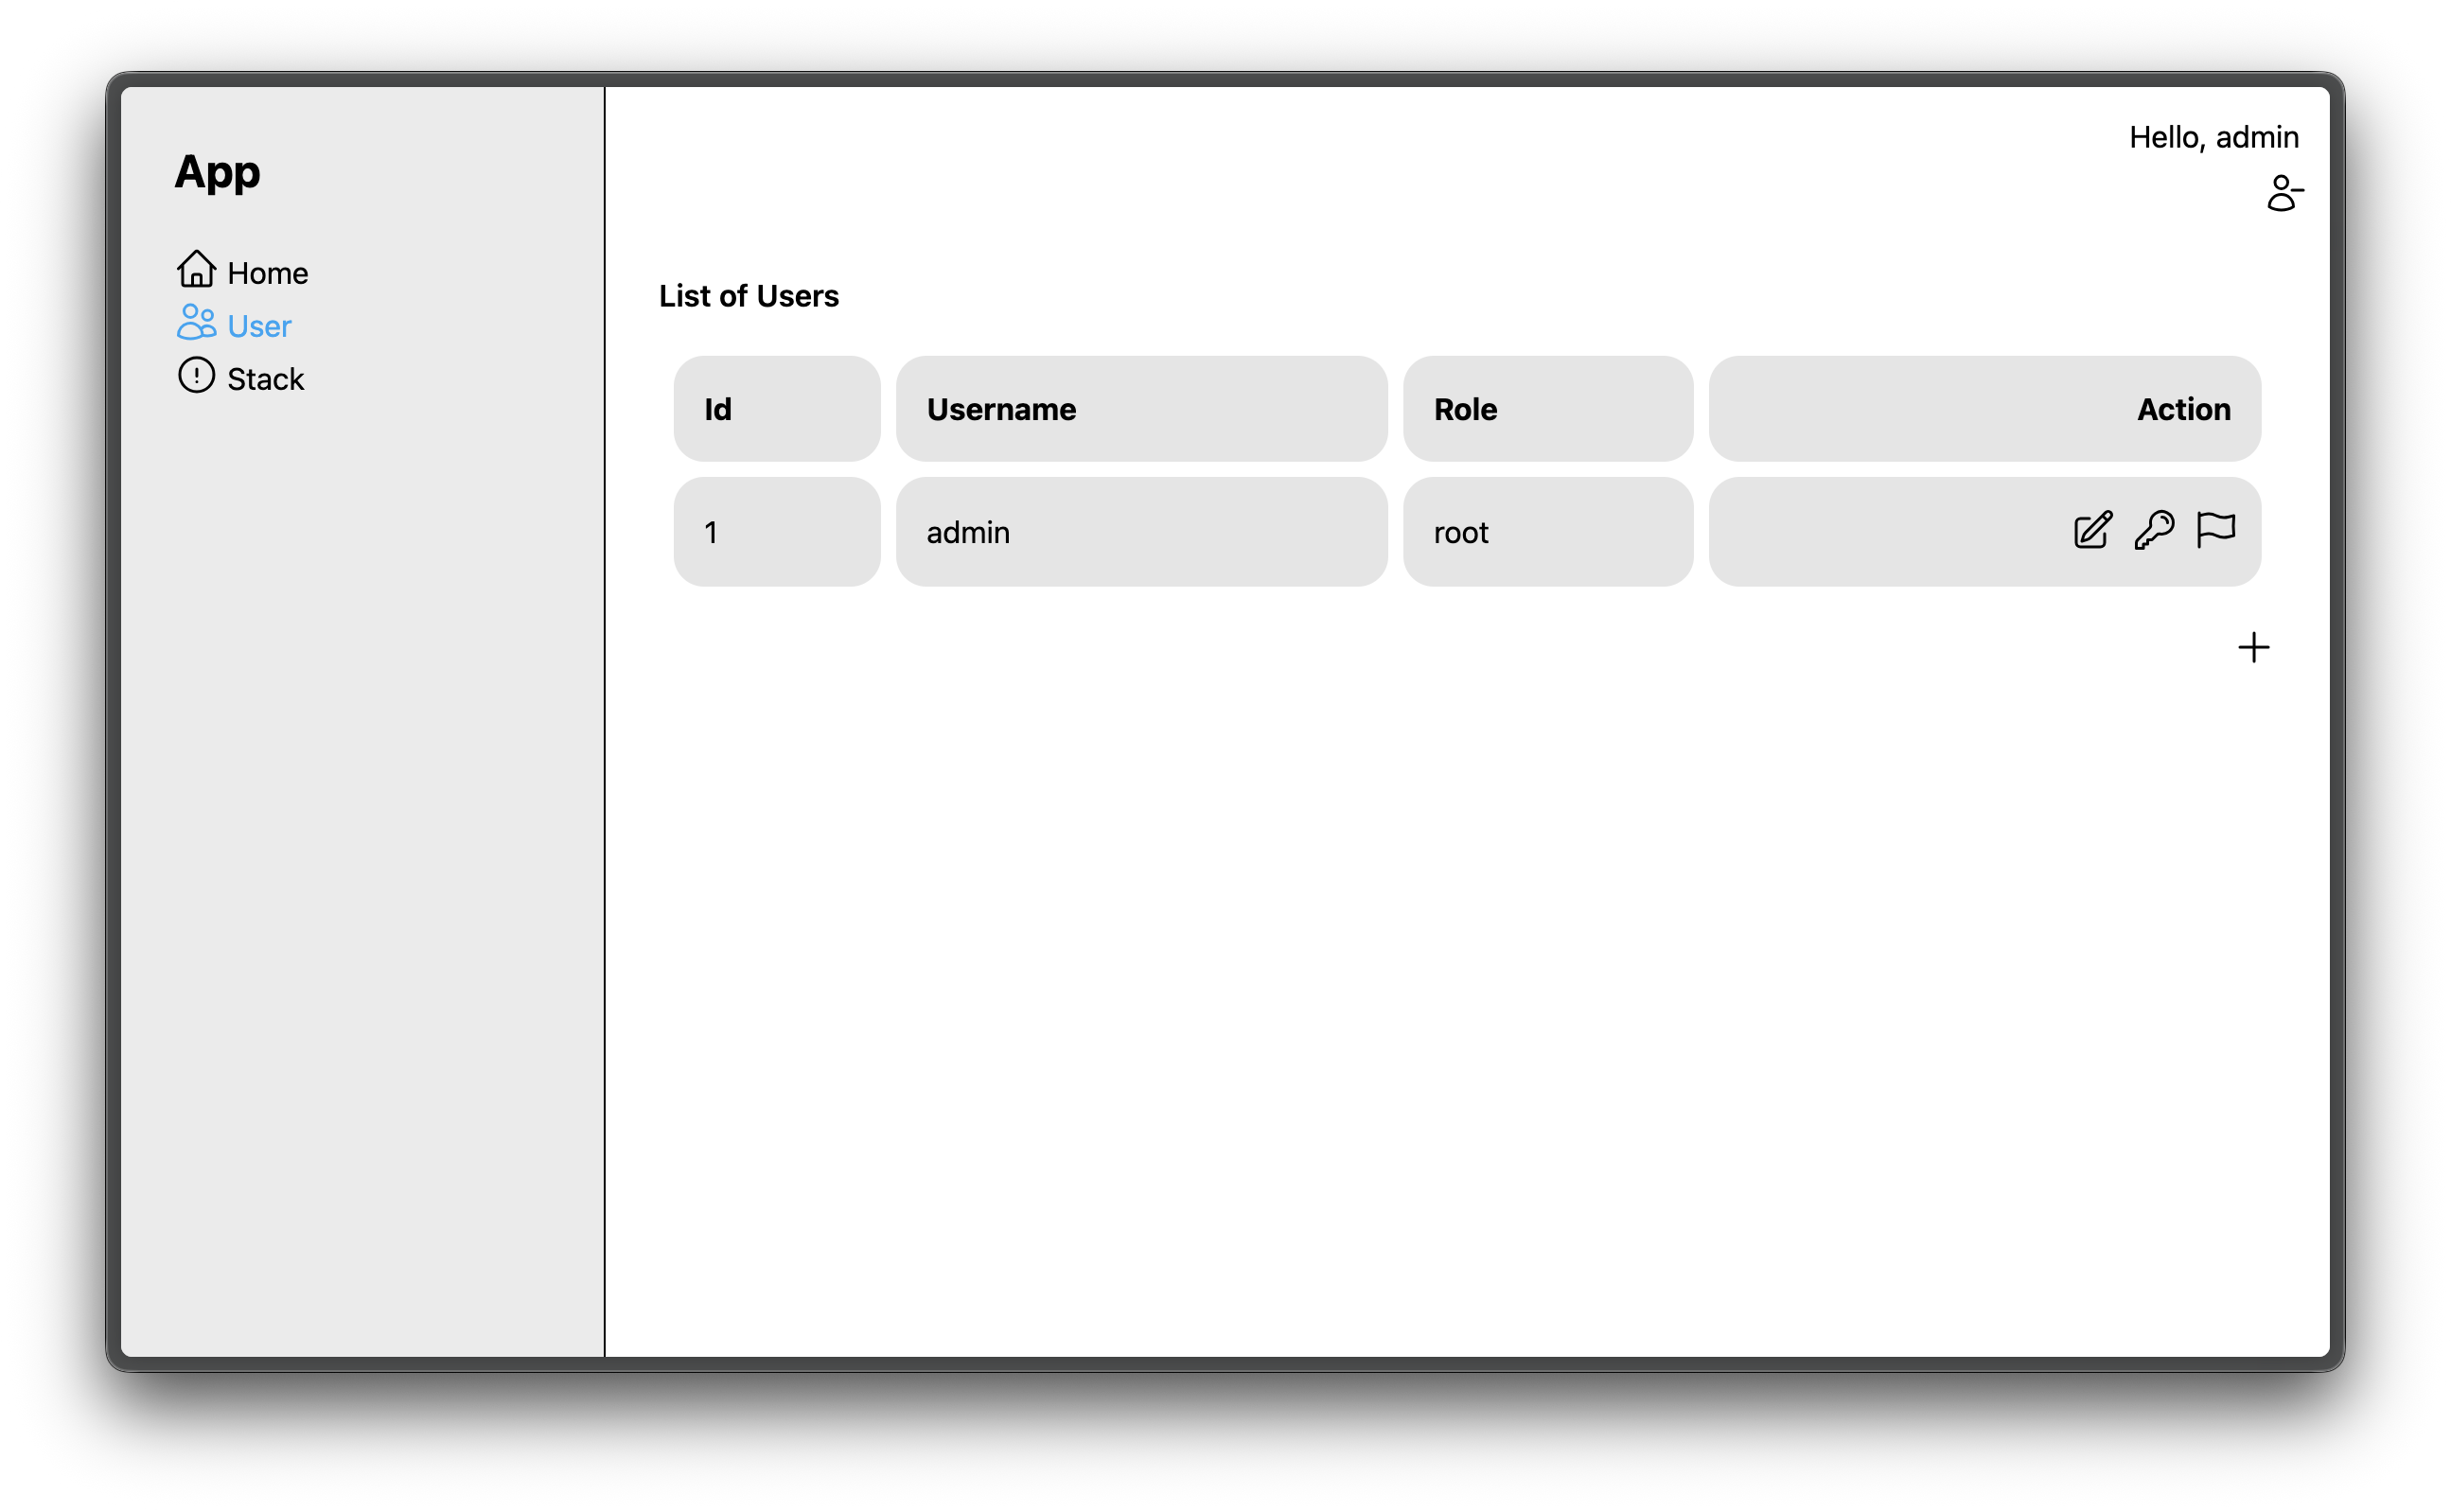 App
Home
User
Stack
Hello, admin
List of Users
Id Username Role Action
1 admin root